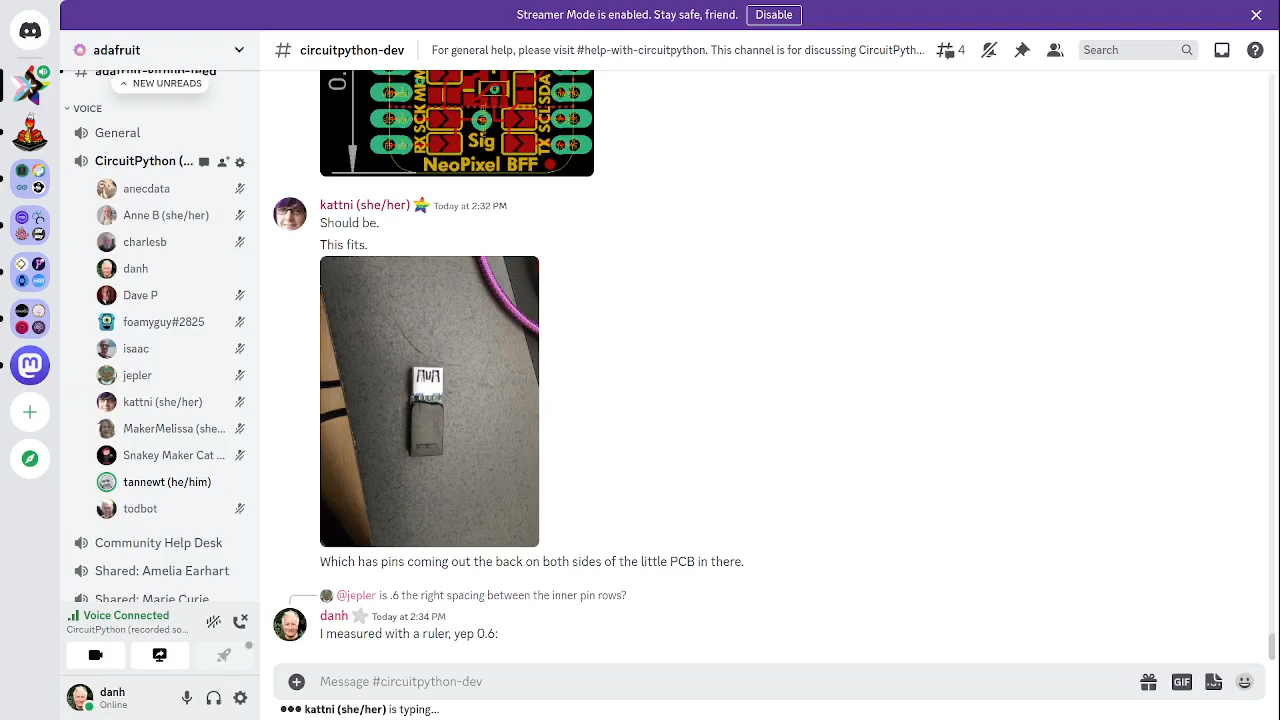 Streamer Mode is enabled. Stay safe, friend. Disable
adafruit
circuitpython-dev
For general help, please visit #help-with-circuitpython. This channel is for discussing CircuitPyth...
4
Search
NEW UNREADS
VOICE
General
CircuitPython (...
anecdata
Anne B (she/her)
charlesb
danh
Dave P
foamyguy#2825
isaac
jepler
kattni (she/her)
MakerMelissa (she...
Snakey Maker Cat ...
tannewt (he/him)
todbot
Community Help Desk
Shared: Amelia Earhart
Shared: Marie Curie
Voice Connected
CircuitPython (recorded so...
danh
Online
0.
RX SCK
TX SCL SDA
Sig
NeoPixel BFF
kattni (she/her) Today at 2:32 PM
Should be.
This fits.
Which has pins coming out the back on both sides of the little PCB in there.
@jepler is .6 the right spacing between the inner pin rows?
danh Today at 2:34 PM
I measured with a ruler, yep 0.6:
Message #circuitpython-dev
GIF
kattni (she/her) is typing...